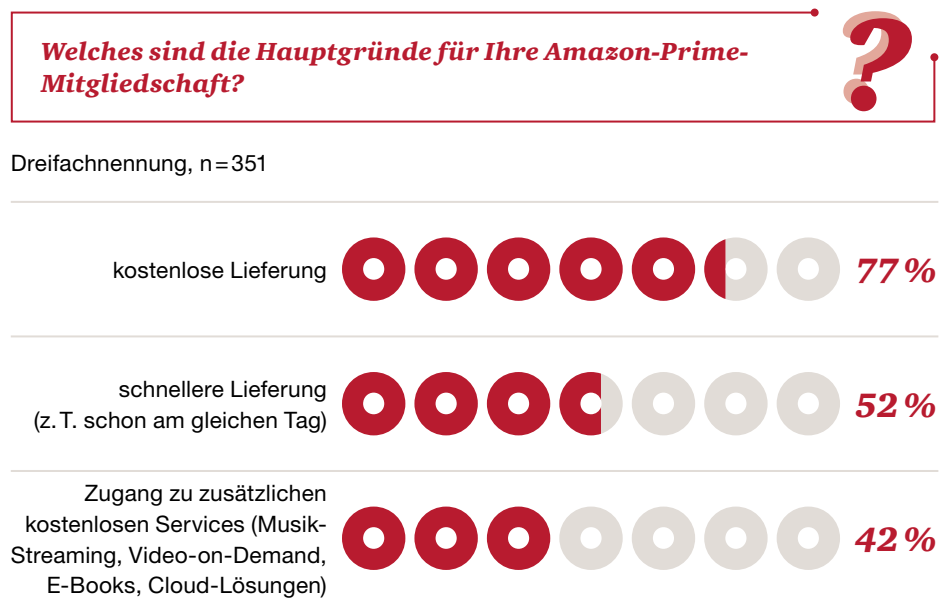 Welches sind die Hauptgründe für Ihre Amazon-Prime-
Mitgliedschaft?
?
Dreifachnennung, n=351
kostenlose Lieferung
77 %
schnellere Lieferung
(z. T. schon am gleichen Tag)
52 %
Zugang zu zusätzlichen
kostenlosen Services (Musik-
Streaming, Video-on-Demand,
E-Books, Cloud-Lösungen)
42 %